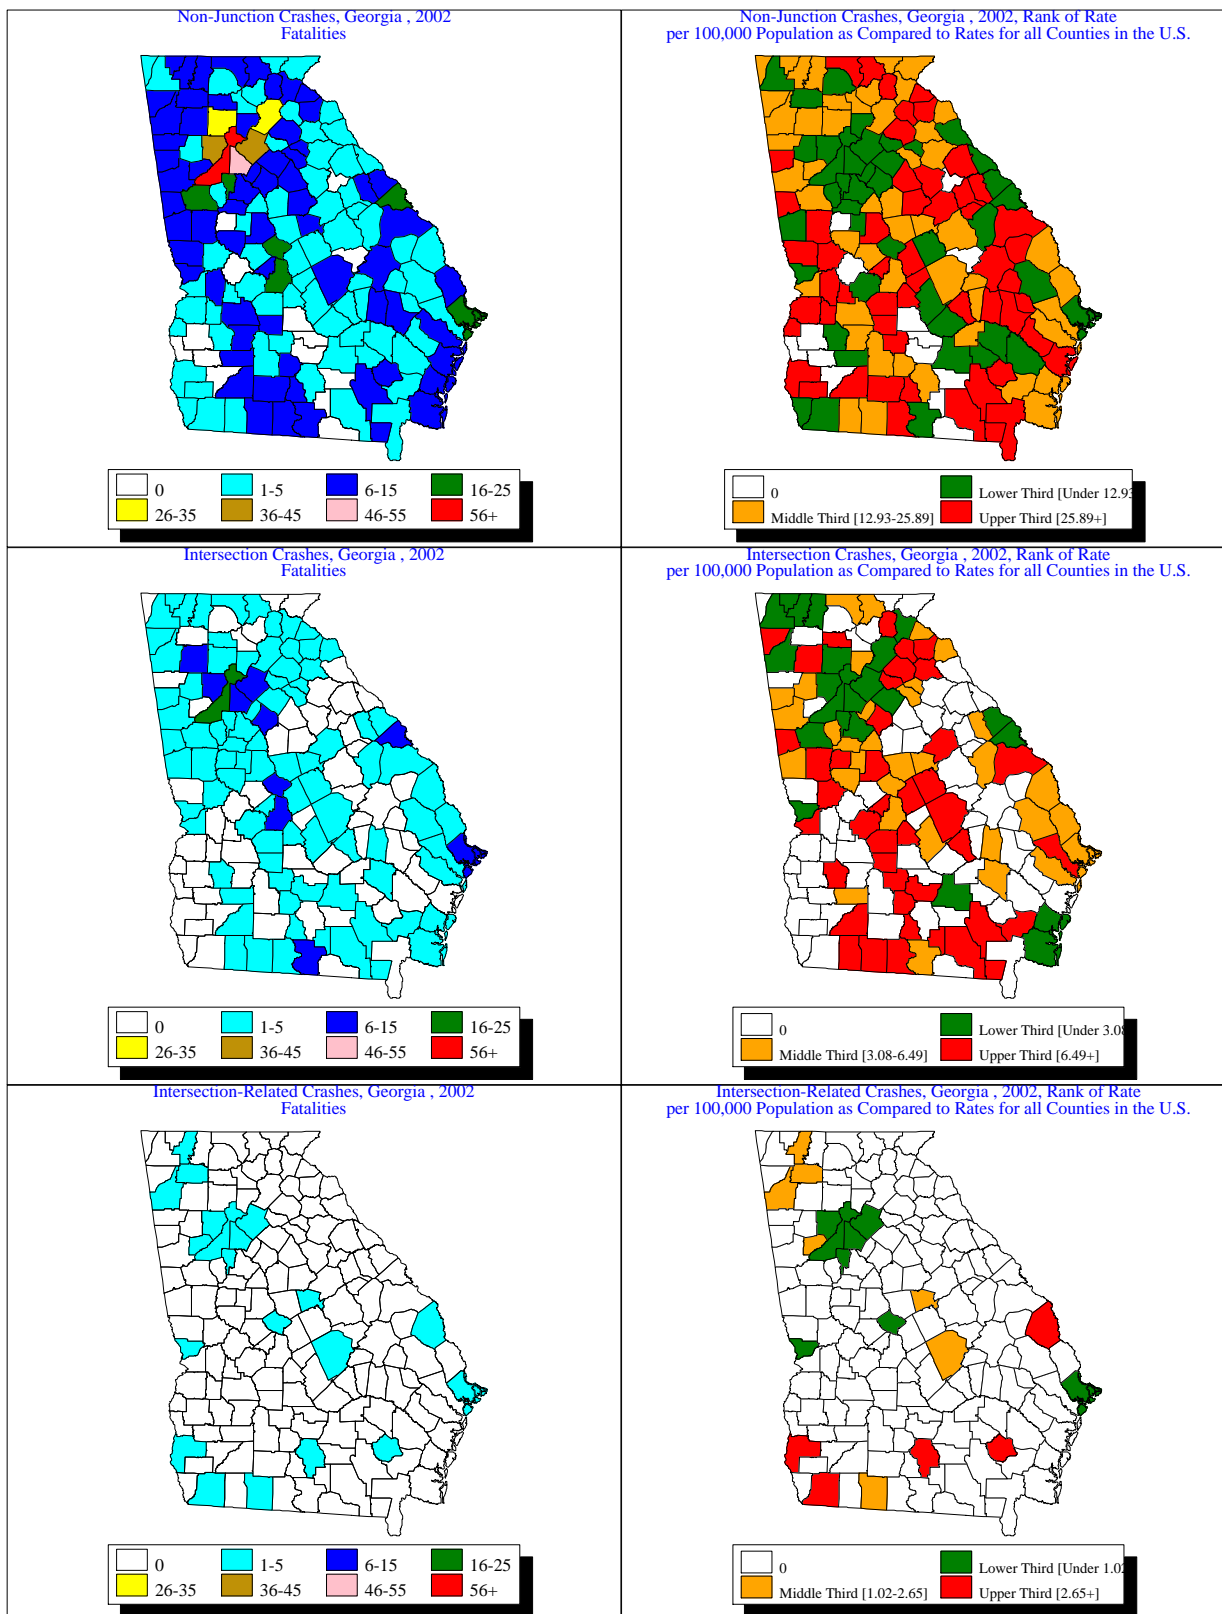 Non-Junction Crashes, Georgia , 2002
Fatalities
0
1-5
6-15
16-25
26-35
36-45
46-55
56+
Non-Junction Crashes, Georgia , 2002, Rank of Rate
per 100,000 Population as Compared to Rates for all Counties in the U.S.
0
Lower Third [Under 12.93
Middle Third [12.93-25.89]
Upper Third [25.89+]
Intersection Crashes, Georgia , 2002
Fatalities
0
1-5
6-15
16-25
26-35
36-45
46-55
56+
Intersection Crashes, Georgia , 2002, Rank of Rate
per 100,000 Population as Compared to Rates for all Counties in the U.S.
0
Lower Third [Under 3.08
Middle Third [3.08-6.49]
Upper Third [6.49+]
Intersection-Related Crashes, Georgia , 2002
Fatalities
0
1-5
6-15
16-25
26-35
36-45
46-55
56+
Intersection-Related Crashes, Georgia , 2002, Rank of Rate
per 100,000 Population as Compared to Rates for all Counties in the U.S.
0
Lower Third [Under 1.02
Middle Third [1.02-2.65]
Upper Third [2.65+]